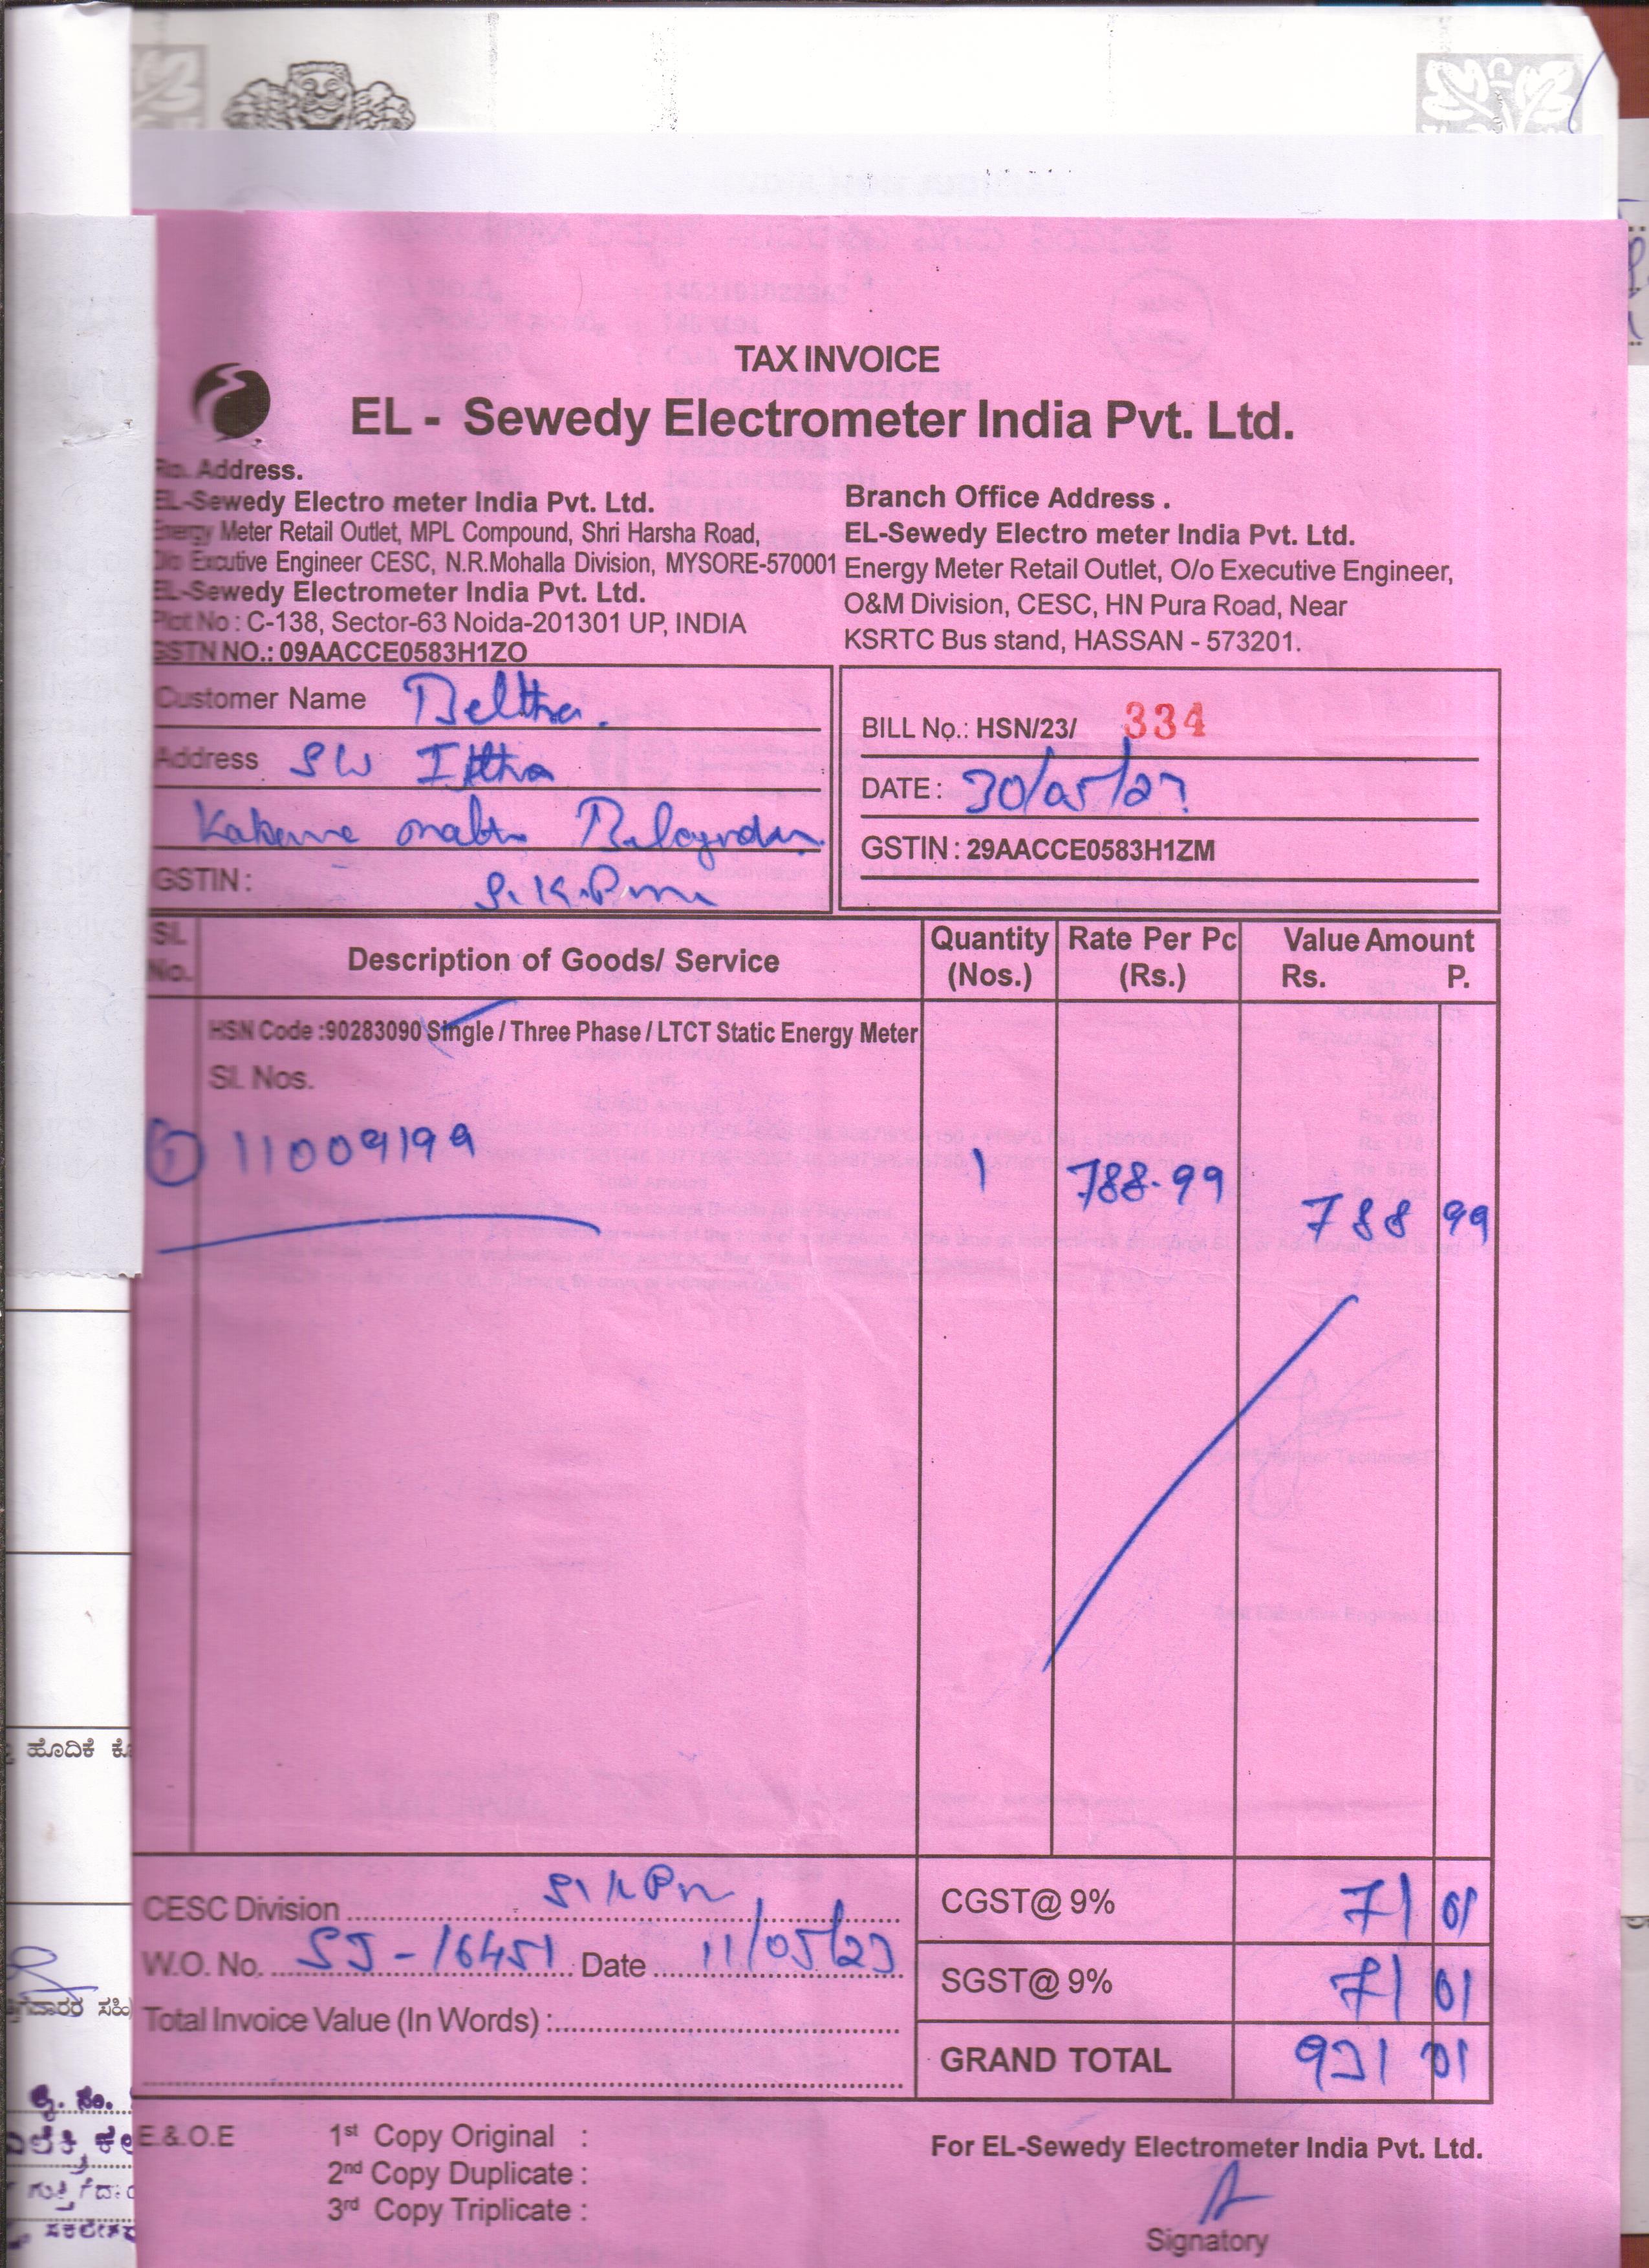 TAX INVOICE
EL - Sewedy Electrometer India Pvt. Ltd.
Address.
EL-Sewedy Electro meter India Pvt. Ltd.
Energy Meter Retail Outlet, MPL Compound, Shri Harsha Road,
Excutive Engineer CESC, N.R.Mohalla Division, MYSORE-570001
EL-Sewedy Electrometer India Pvt. Ltd.
Plot No : C-138, Sector-63 Noida-201301 UP, INDIA
GSTN NO.: 09AACCE0583H1ZO
Branch Office Address .
EL-Sewedy Electro meter India Pvt. Ltd.
Energy Meter Retail Outlet, O/o Executive Engineer,
O&M Division, CESC, HN Pura Road, Near
KSRTC Bus stand, HASSAN - 573201.
Customer Name
Address
GSTIN :
BILL No.: HSN/23/ 334
DATE : 30/05/23
GSTIN : 29AACCE0583H1ZM
Sl. No. Description of Goods/ Service Quantity (Nos.) Rate Per Pc (Rs.) Value Amount Rs. P.
HSN Code :90283090 Single / Three Phase / LTCT Static Energy Meter
Sl. Nos.
① 11009199 1 788.99 788 99
CESC Division
W.O. No. SJ-16451 Date 11/05/23
Total Invoice Value (In Words) :
CGST@ 9% 71 01
SGST@ 9% 71 01
GRAND TOTAL 931 01
E.& O.E
1st Copy Original :
2nd Copy Duplicate :
3rd Copy Triplicate :
For EL-Sewedy Electrometer India Pvt. Ltd.
Signatory
ಹೊದಿಕೆ